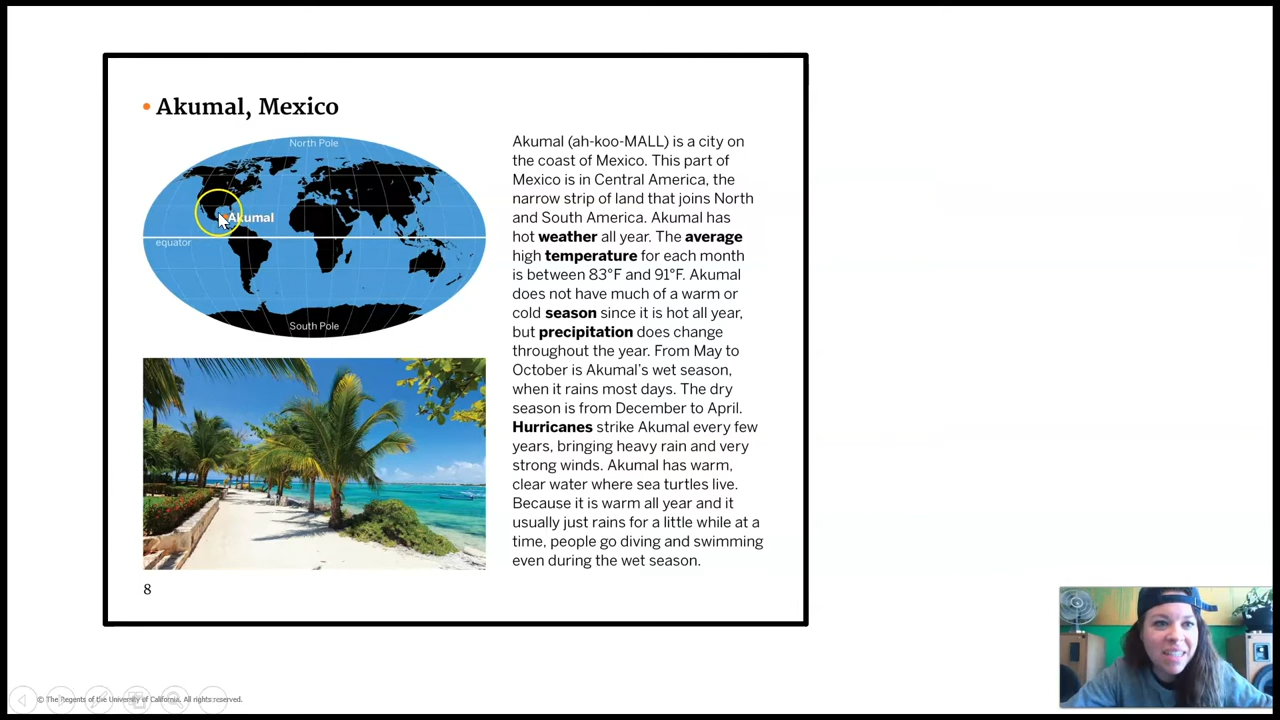 • Akumal, Mexico
North Pole
Akumal
equator
South Pole
Akumal (ah-koo-MALL) is a city on
the coast of Mexico. This part of
Mexico is in Central America, the
narrow strip of land that joins North
and South America. Akumal has
hot weather all year. The average
high temperature for each month
is between 83°F and 91°F. Akumal
does not have much of a warm or
cold season since it is hot all year,
but precipitation does change
throughout the year. From May to
October is Akumal's wet season,
when it rains most days. The dry
season is from December to April.
Hurricanes strike Akumal every few
years, bringing heavy rain and very
strong winds. Akumal has warm,
clear water where sea turtles live.
Because it is warm all year and it
usually just rains for a little while at a
time, people go diving and swimming
even during the wet season.
8
© The Regents of the University of California. All rights reserved.